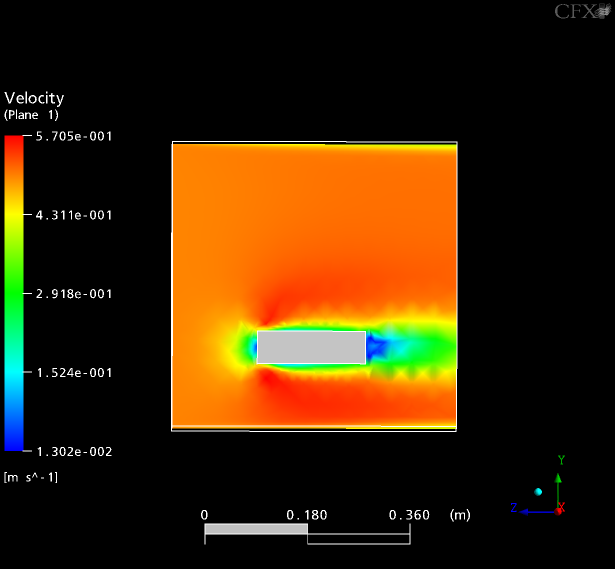 CFX
Velocity
(Plane 1)
5.705e-001
4.311e-001
2.918e-001
1.524e-001
1.302e-002
[m s^-1]
0 0.180 0.360 (m)
Y
Z X